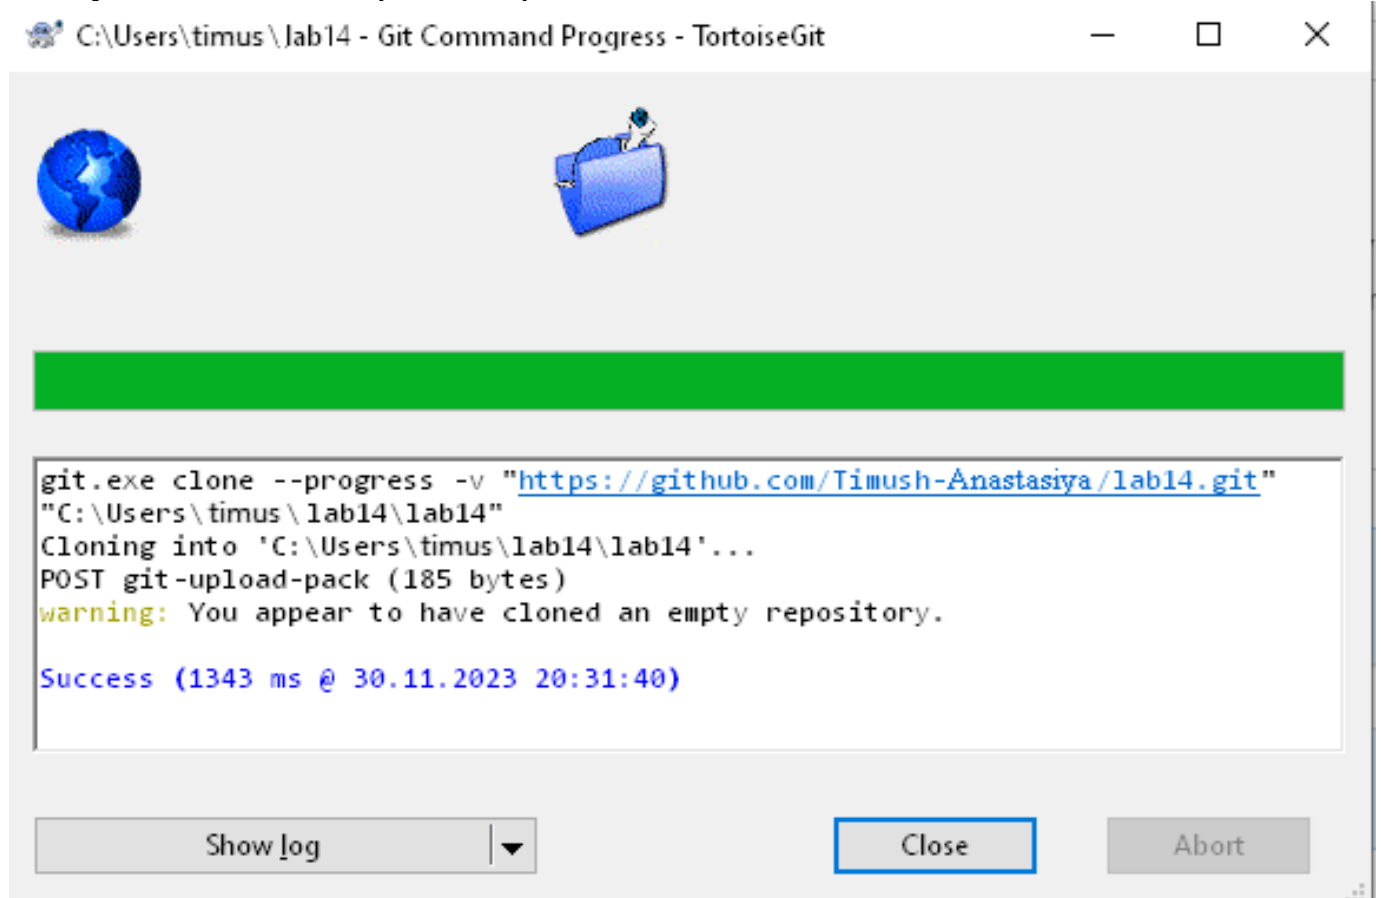 C:\Users\timus\lab14 - Git Command Progress - TortoiseGit
git.exe clone --progress -v "https://github.com/Timush-Anastasiya/lab14.git"
"C:\Users\timus\lab14\lab14"
Cloning into 'C:\Users\timus\lab14\lab14'...
POST git-upload-pack (185 bytes)
warning: You appear to have cloned an empty repository.
Success (1343 ms @ 30.11.2023 20:31:40)
Show log
Close
Abort